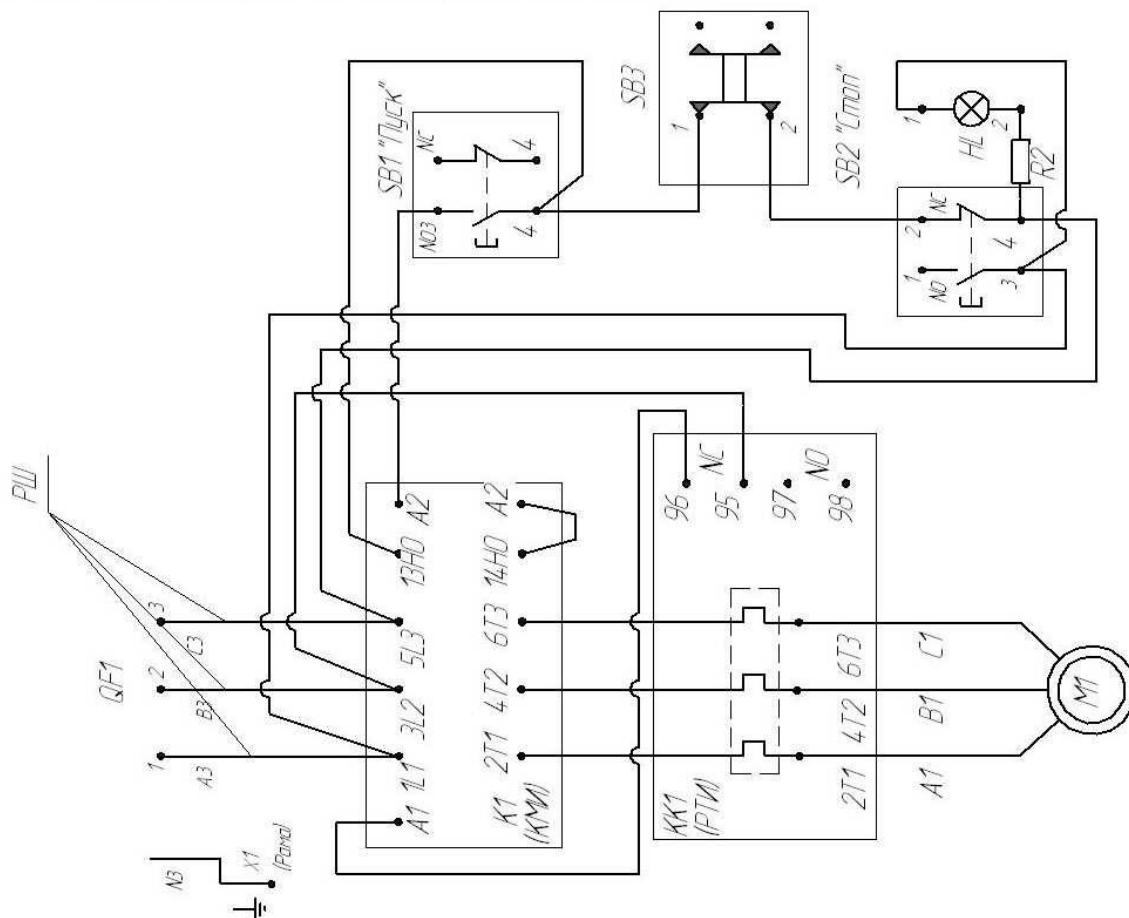 РШ
QF1
1
2
3
A3
B3
C3
N3
X1
(Рама)
A1
1L1
3L2
5L3
13НО
A2
K1
(КМИ)
2T1
4T2
6T3
14НО
A2
SB1 "Пуск"
NO3
NC
4
4
SB3
1
2
SB2 "Стоп"
1
NO
2
NC
3
4
1
HL
2
R2
KK1
(РТИ)
96
NC
95
97
NO
98
2T1
4T2
6T3
A1
B1
C1
M1